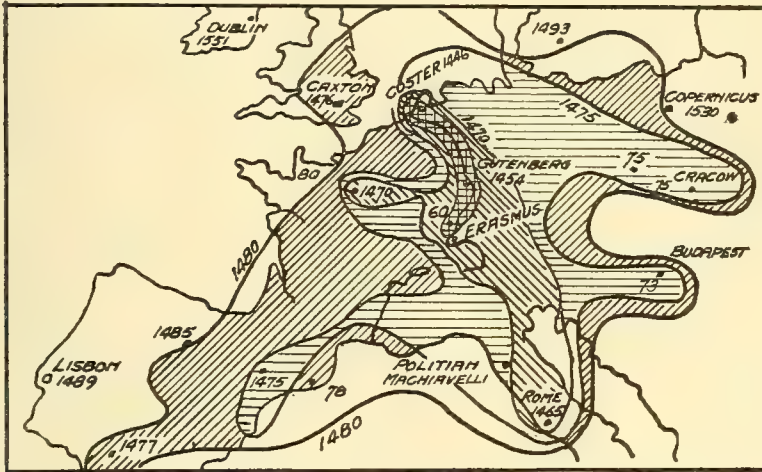 DUBLIN
1551
1493
CAXTON
1476
COSTER 1446
COPERNICUS
1530
1475
1470
GUTENBERG
1454
75
75
CRACOW
80
1470
60
ERASMUS
BUDAPEST
73
1480
1485
LISBON
1489
1475
78
POLITIAN
MACHIAVELLI
ROME
1465
1480
1477